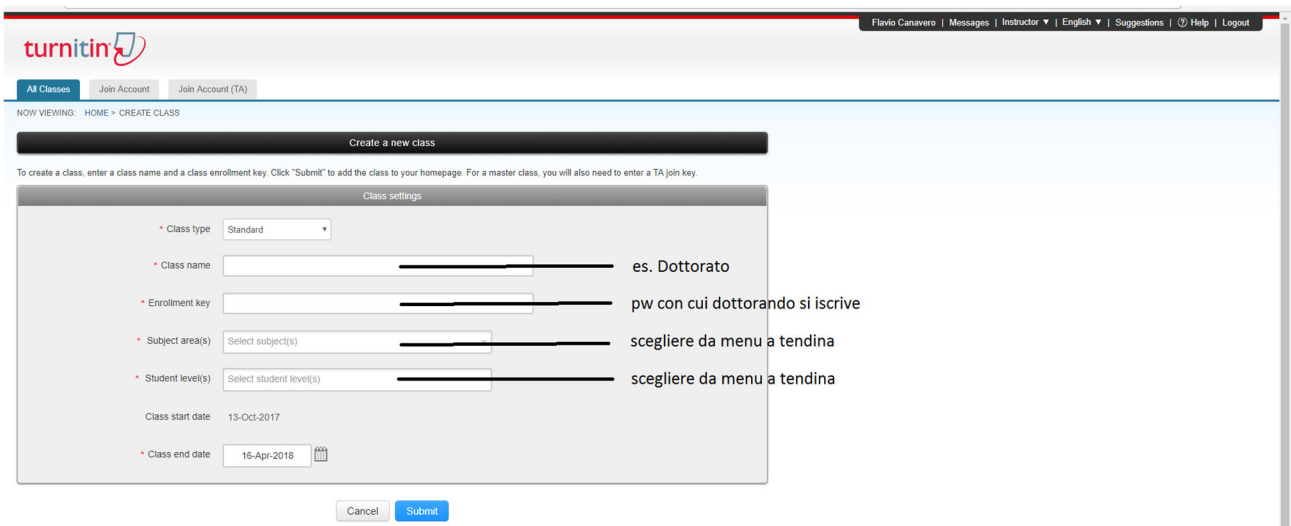 Flavio Canavero | Messages | Instructor ▼ | English ▼ | Suggestions | ? Help | Logout
turnitin
All Classes Join Account Join Account (TA)
NOW VIEWING: HOME > CREATE CLASS
Create a new class
To create a class, enter a class name and a class enrollment key. Click "Submit" to add the class to your homepage. For a master class, you will also need to enter a TA join key.
Class settings
* Class type Standard ▼
* Class name es. Dottorato
* Enrollment key pw con cui dottorando si iscrive
* Subject area(s) Select subject(s) scegliere da menu a tendina
* Student level(s) Select student level(s) scegliere da menu a tendina
Class start date 13-Oct-2017
* Class end date 16-Apr-2018
Cancel Submit